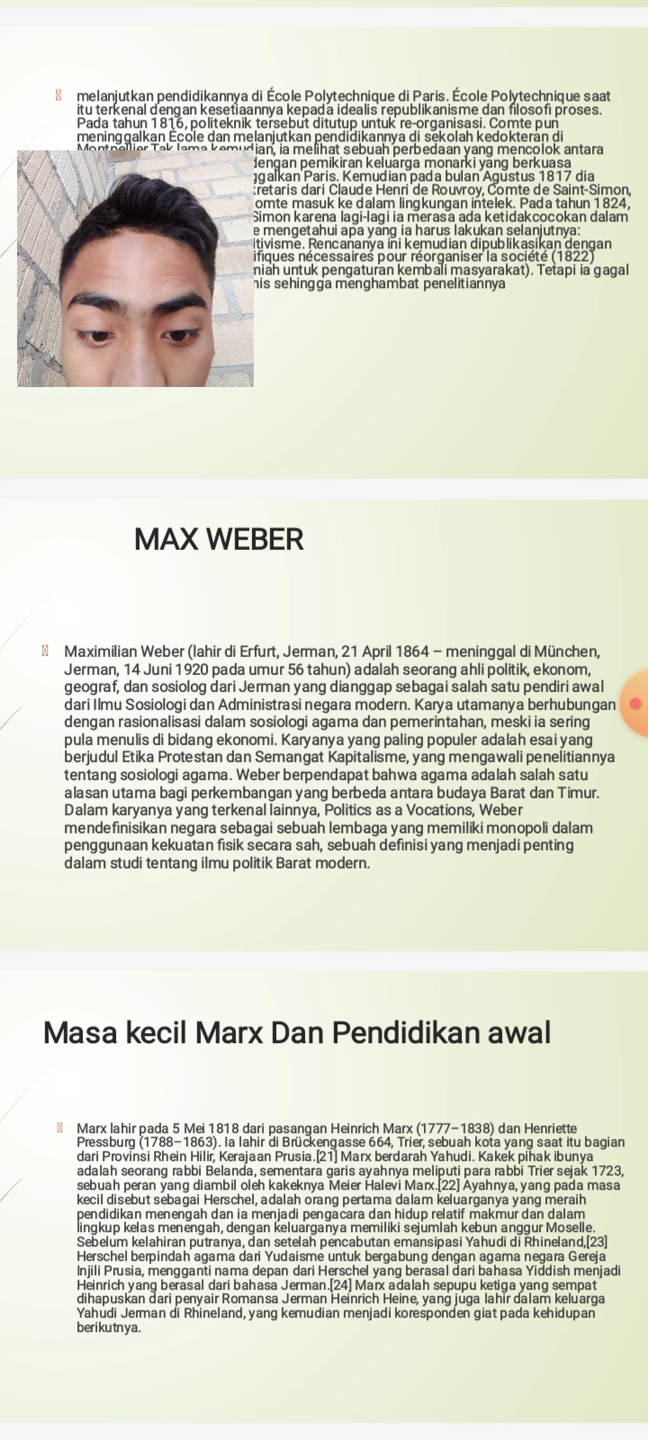 melanjutkan pendidikannya di École Polytechnique di Paris. École Polytechnique saat
itu terkenal dengan kesetiaannya kepada idealis republikanisme dan filosofi proses.
Pada tahun 1816, politeknik tersebut ditutup untuk re-organisasi. Comte pun
meninggalkan École dan melanjutkan pendidikannya di sekolah kedokteran di
Montpellier Tak lama kemudian, ia melihat sebuah perbedaan yang mencolok antara
dengan pemikiran keluarga monarki yang berkuasa
Paris. Kemudian pada bulan Agustus 1817 dia
dari Claude Henri de Rouvroy, Comte de Saint-Simon,
masuk ke dalam lingkungan intelek. Pada tahun 1824,
Simon karena lagi-lagi ia merasa ada ketidakcocokan dalam
mengetahui apa yang ia harus lakukan selanjutnya:
Rencananya ini kemudian dipublikasikan dengan
nécessaires pour réorganiser la société (1822)
untuk pengaturan kembali masyarakat). Tetapi ia gagal
sehingga menghambat penelitiannya
MAX WEBER
Maximilian Weber (lahir di Erfurt, Jerman, 21 April 1864 – meninggal di München,
Jerman, 14 Juni 1920 pada umur 56 tahun) adalah seorang ahli politik, ekonom,
geograf, dan sosiolog dari Jerman yang dianggap sebagai salah satu pendiri awal
dari Ilmu Sosiologi dan Administrasi negara modern. Karya utamanya berhubungan
dengan rasionalisasi dalam sosiologi agama dan pemerintahan, meski ia sering
pula menulis di bidang ekonomi. Karyanya yang paling populer adalah esai yang
berjudul Etika Protestan dan Semangat Kapitalisme, yang mengawali penelitiannya
tentang sosiologi agama. Weber berpendapat bahwa agama adalah salah satu
alasan utama bagi perkembangan yang berbeda antara budaya Barat dan Timur.
Dalam karyanya yang terkenal lainnya, Politics as a Vocations, Weber
mendefinisikan negara sebagai sebuah lembaga yang memiliki monopoli dalam
penggunaan kekuatan fisik secara sah, sebuah definisi yang menjadi penting
dalam studi tentang ilmu politik Barat modern.
Masa kecil Marx Dan Pendidikan awal
Marx lahir pada 5 Mei 1818 dari pasangan Heinrich Marx (1777–1838) dan Henriette
Pressburg (1788–1863). Ia lahir di Brückengasse 664, Trier, sebuah kota yang saat itu bagian
dari Provinsi Rhein Hilir, Kerajaan Prusia.[21] Marx berdarah Yahudi. Kakek pihak ibunya
adalah seorang rabbi Belanda, sementara garis ayahnya meliputi para rabbi Trier sejak 1723,
sebuah peran yang diambil oleh kakeknya Meier Halevi Marx.[22] Ayahnya, yang pada masa
kecil disebut sebagai Herschel, adalah orang pertama dalam keluarganya yang meraih
pendidikan menengah dan ia menjadi pengacara dan hidup relatif makmur dan dalam
lingkup kelas menengah, dengan keluarganya memiliki sejumlah kebun anggur Moselle.
Sebelum kelahiran putranya, dan setelah pencabutan emansipasi Yahudi di Rhineland,[23]
Herschel berpindah agama dari Yudaisme untuk bergabung dengan agama negara Gereja
Injili Prusia, mengganti nama depan dari Herschel yang berasal dari bahasa Yiddish menjadi
Heinrich yang berasal dari bahasa Jerman.[24] Marx adalah sepupu ketiga yang sempat
dihapuskan dari penyair Romansa Jerman Heinrich Heine, yang juga lahir dalam keluarga
Yahudi Jerman di Rhineland, yang kemudian menjadi koresponden giat pada kehidupan
berikutnya.